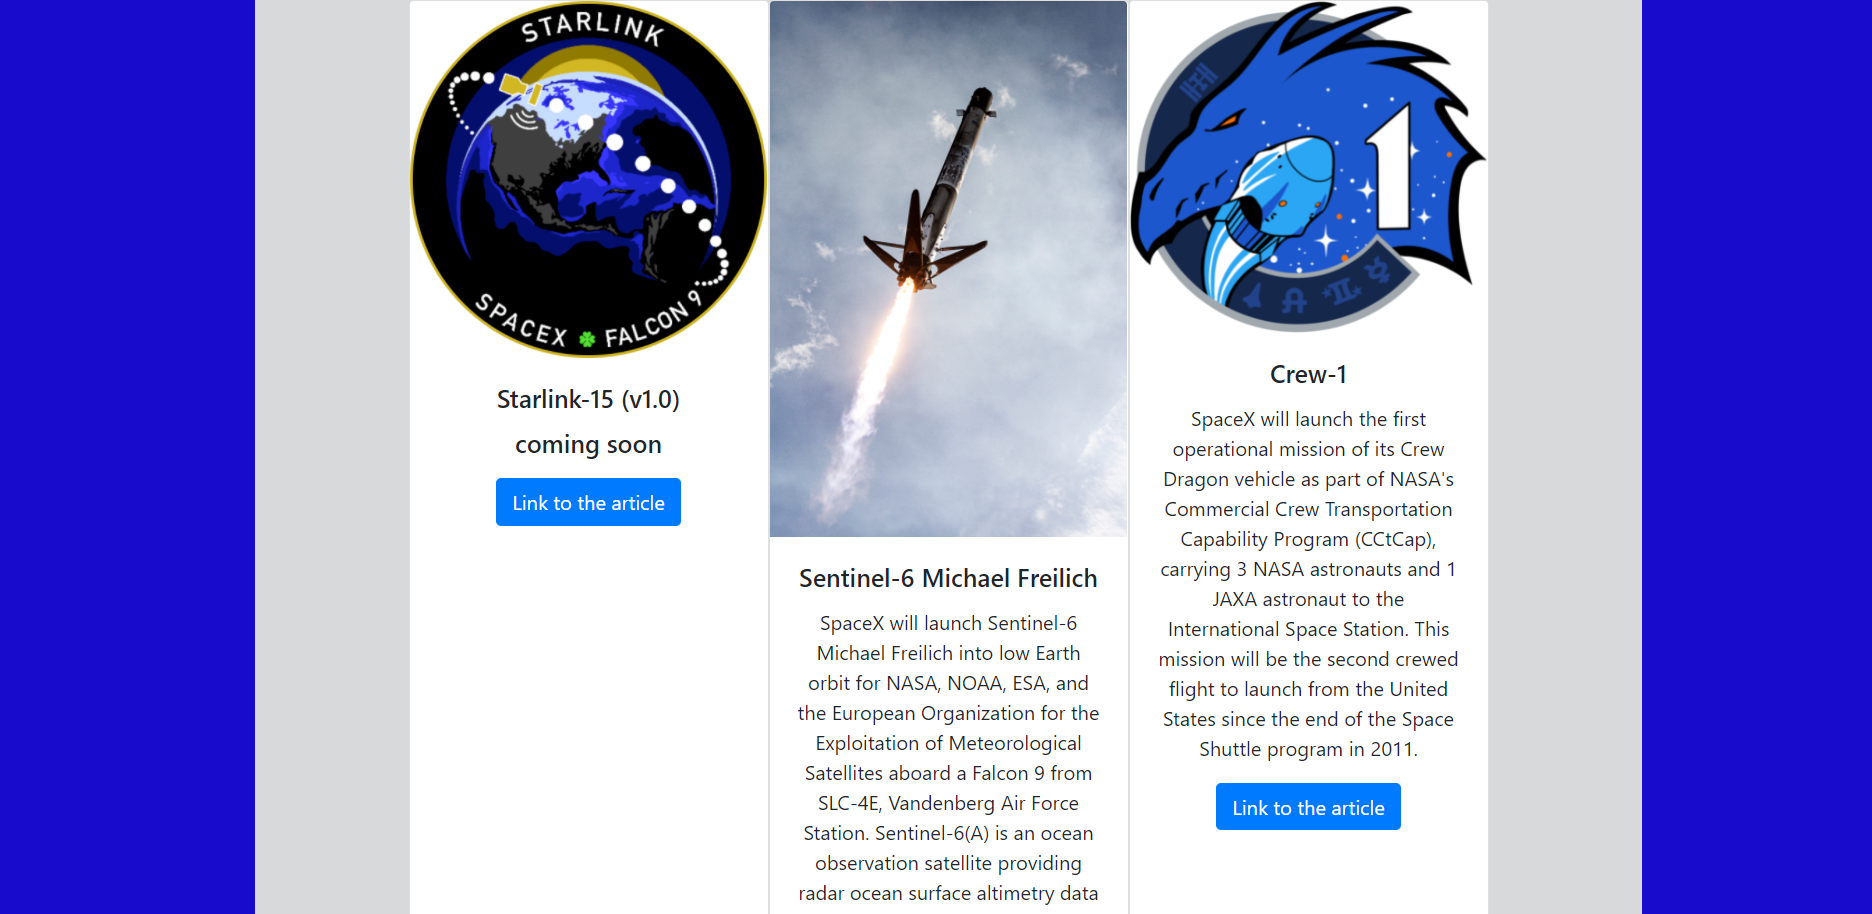 STARLINK
SPACEX FALCON 9
Starlink-15 (v1.0)
coming soon
Link to the article
Sentinel-6 Michael Freilich
SpaceX will launch Sentinel-6
Michael Freilich into low Earth
orbit for NASA, NOAA, ESA, and
the European Organization for the
Exploitation of Meteorological
Satellites aboard a Falcon 9 from
SLC-4E, Vandenberg Air Force
Station. Sentinel-6(A) is an ocean
observation satellite providing
radar ocean surface altimetry data
1
Crew-1
SpaceX will launch the first
operational mission of its Crew
Dragon vehicle as part of NASA's
Commercial Crew Transportation
Capability Program (CCtCap),
carrying 3 NASA astronauts and 1
JAXA astronaut to the
International Space Station. This
mission will be the second crewed
flight to launch from the United
States since the end of the Space
Shuttle program in 2011.
Link to the article